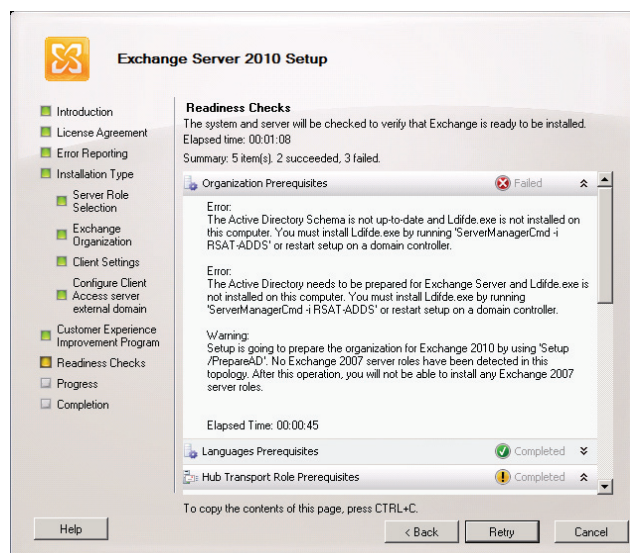 Exchange Server 2010 Setup
Introduction
License Agreement
Error Reporting
Installation Type
Server Role
Selection
Exchange
Organization
Client Settings
Configure Client
Access server
external domain
Customer Experience
Improvement Program
Readiness Checks
Progress
Completion
Readiness Checks
The system and server will be checked to verify that Exchange is ready to be installed.
Elapsed time: 00:01:08
Summary: 5 item(s). 2 succeeded, 3 failed.
Organization Prerequisites
Failed
Error:
The Active Directory Schema is not up-to-date and Ldifde.exe is not installed on
this computer. You must install Ldifde.exe by running 'ServerManagerCmd -i
RSAT-ADDS' or restart setup on a domain controller.
Error:
The Active Directory needs to be prepared for Exchange Server and Ldifde.exe is
not installed on this computer. You must install Ldifde.exe by running
'ServerManagerCmd -i RSAT-ADDS' or restart setup on a domain controller.
Warning:
Setup is going to prepare the organization for Exchange 2010 by using 'Setup
/PrepareAD'. No Exchange 2007 server roles have been detected in this
topology. After this operation, you will not be able to install any Exchange 2007
server roles.
Elapsed Time: 00:00:45
Languages Prerequisites
Completed
Hub Transport Role Prerequisites
Completed
To copy the contents of this page, press CTRL+C.
Help
< Back
Retry
Cancel